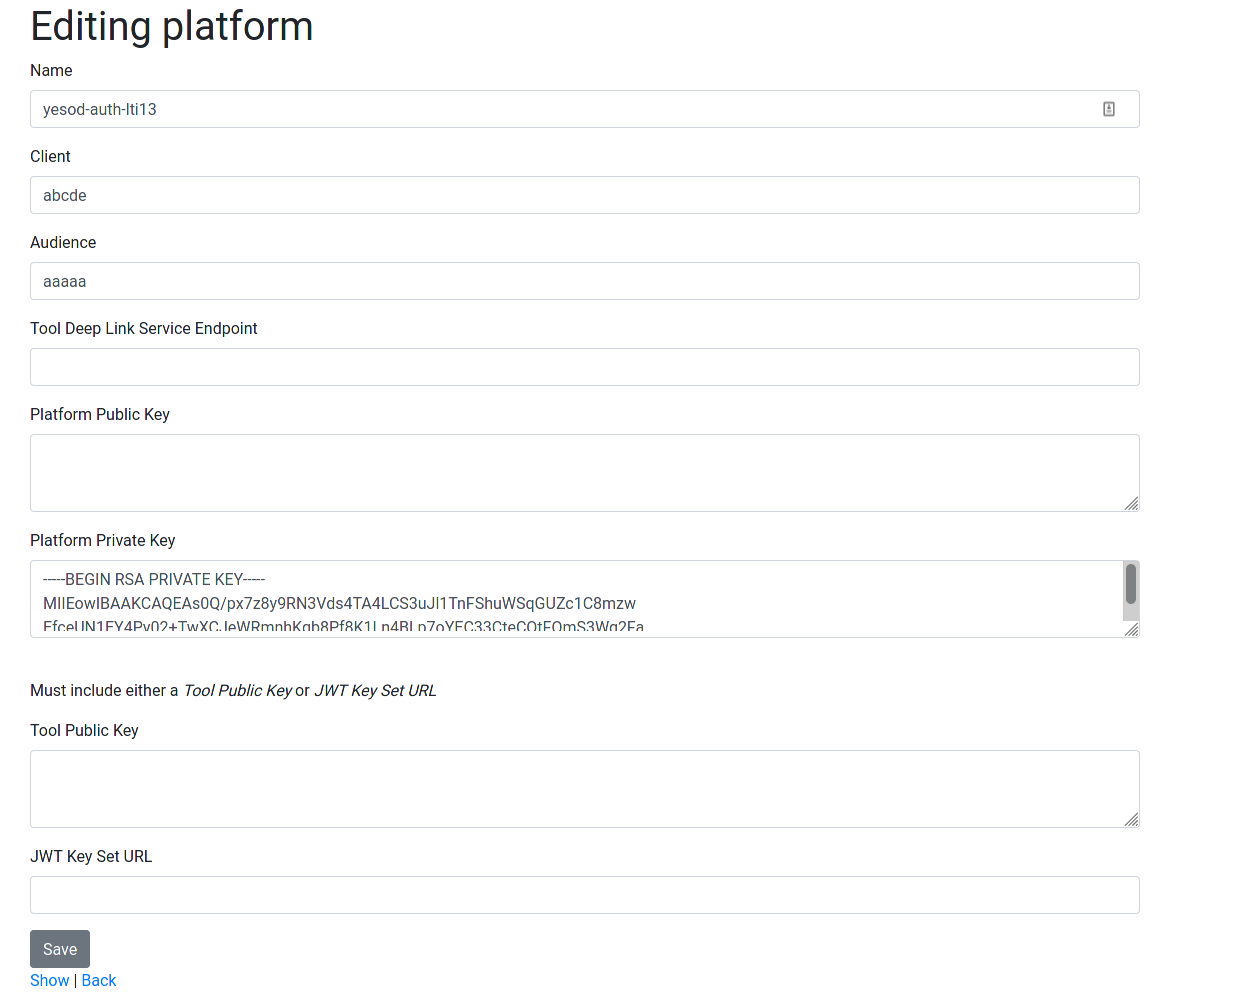 Editing platform
Name
yesod-auth-lti13
Client
abcde
Audience
aaaaa
Tool Deep Link Service Endpoint
Platform Public Key
Platform Private Key
-----BEGIN RSA PRIVATE KEY-----
MIIEowIBAAKCAQEAs0Q/px7z8y9RN3Vds4TA4LCS3uJI1TnFShuWSqGUZc1C8mzw
Must include either a Tool Public Key or JWT Key Set URL
Tool Public Key
JWT Key Set URL
Save
Show | Back